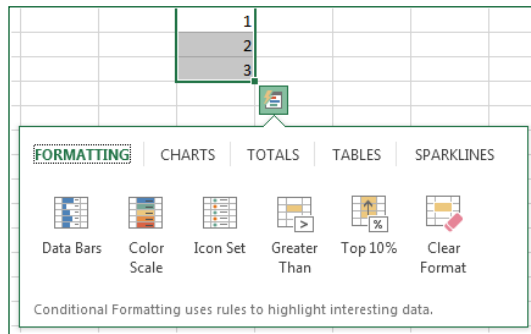 1
2
3
FORMATTING CHARTS TOTALS TABLES SPARKLINES
Data Bars Color Scale Icon Set Greater Than Top 10% Clear Format
Conditional Formatting uses rules to highlight interesting data.